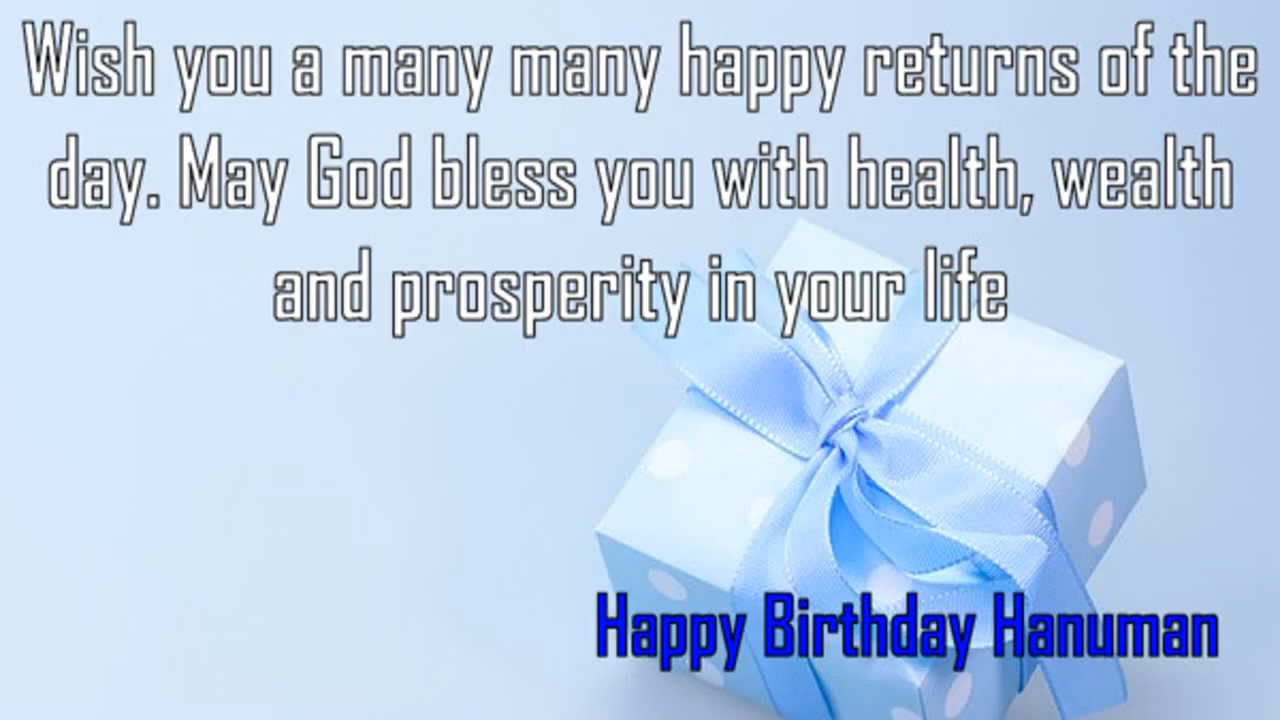 Wish you a many many happy returns of the
day. May God bless you with health, wealth
and prosperity in your life
Happy Birthday Hanuman